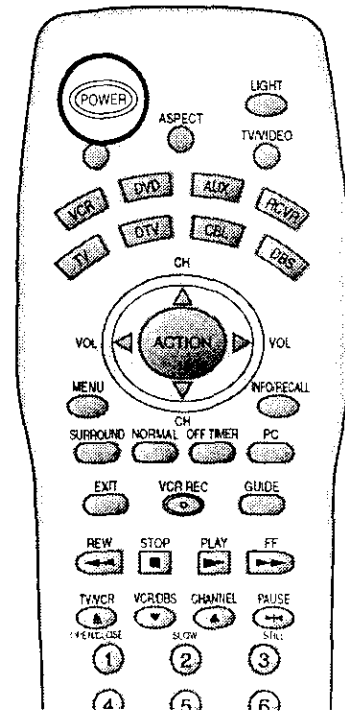 POWER
LIGHT
ASPECT
TV/VIDEO
VCR DVD AUX RCVR
TV DTV CBL DBS
CH
VOL ACTION VOL
MENU INFO/RECALL
CH
SURROUND NORMAL OFF TIMER PC
EXIT VCR REC GUIDE
REW STOP PLAY FF
TV/VCR VCR/DBS CHANNEL PAUSE
OPEN/CLOSE SLOW STILL
1 2 3
4 5 6